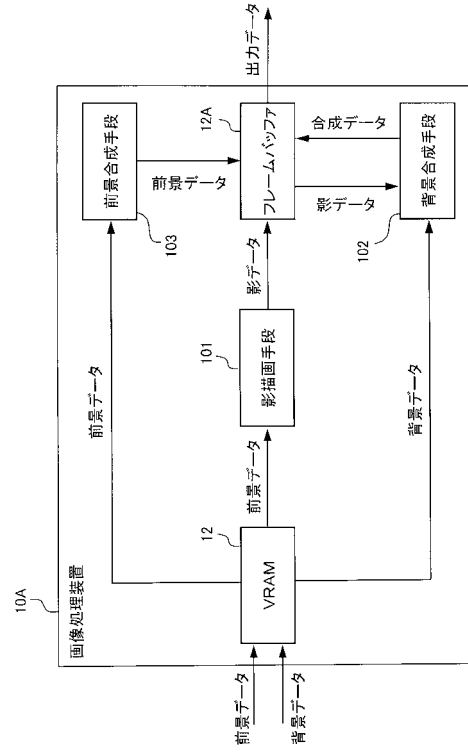 10A
画像処理装置
前景データ
背景データ
12
VRAM
前景データ
前景データ
背景データ
101
影描画手段
影データ
103
前景合成手段
前景データ
12A
フレームバッファ
影データ
合成データ
102
背景合成手段
出力データ